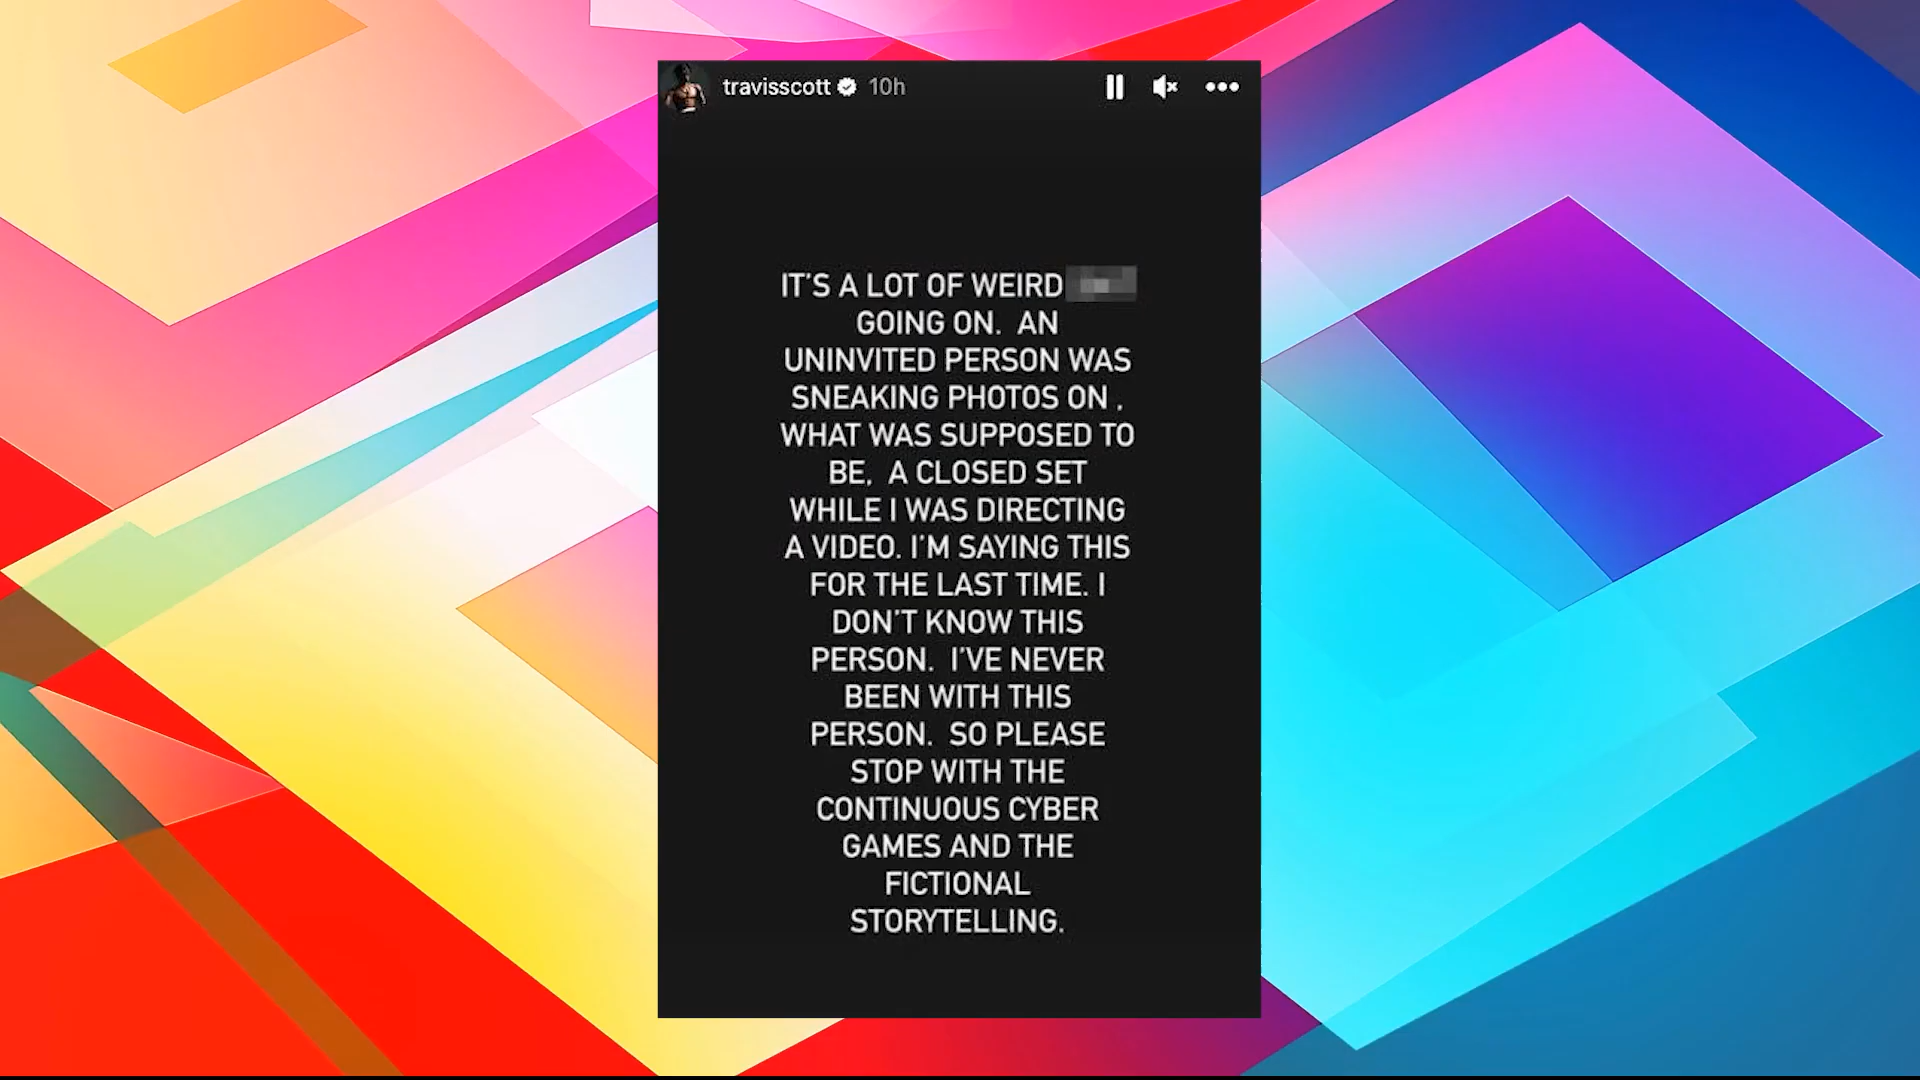 travisscott 10h
IT'S A LOT OF WEIRD
GOING ON. AN
UNINVITED PERSON WAS
SNEAKING PHOTOS ON ,
WHAT WAS SUPPOSED TO
BE, A CLOSED SET
WHILE I WAS DIRECTING
A VIDEO. I'M SAYING THIS
FOR THE LAST TIME. I
DON'T KNOW THIS
PERSON. I'VE NEVER
BEEN WITH THIS
PERSON. SO PLEASE
STOP WITH THE
CONTINUOUS CYBER
GAMES AND THE
FICTIONAL
STORYTELLING.